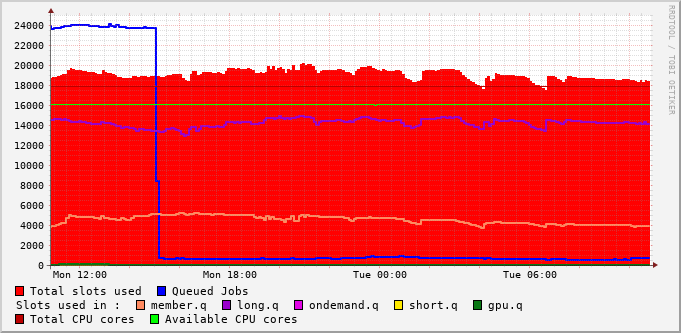 24000
22000
20000
18000
16000
14000
12000
10000
8000
6000
4000
2000
0
Mon 12:00 Mon 18:00 Tue 00:00 Tue 06:00
Total slots used Queued Jobs
Slots used in : member.q long.q ondemand.q short.q gpu.q
Total CPU cores Available CPU cores
RRDTOOL / TOBI OETIKER